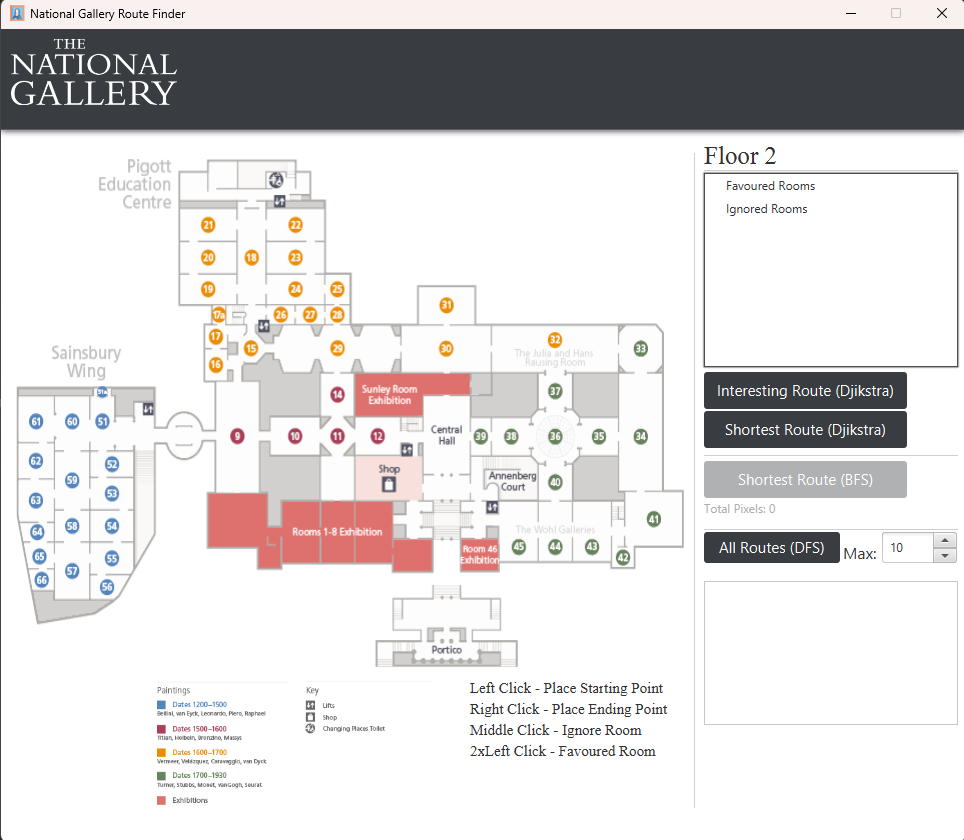 National Gallery Route Finder
THE
NATIONAL
GALLERY
Pigott
Education
Centre
21
22
20
18
23
19
24
25
17a
26
27
28
17
15
29
16
31
30
32
The Julia and Hans
Rausing Room
33
Sainsbury
Wing
51a
61
60
51
62
52
59
53
63
58
54
64
65
55
57
66
56
14
Sunley Room
Exhibition
37
9
10
11
12
Central
Hall
39
38
36
35
34
Shop
Annenberg
Court
40
Rooms 1-8 Exhibition
The Wohl Galleries
41
Room 46
Exhibition
45
44
43
42
Portico
Paintings
Dates 1200–1500
Bellini, van Eyck, Leonardo, Piero, Raphael
Dates 1500–1600
Titian, Holbein, Bronzino, Massys
Dates 1600–1700
Vermeer, Velázquez, Caravaggio, van Dyck
Dates 1700–1930
Turner, Stubbs, Monet, vanGogh, Seurat
Exhibitions
Key
Lifts
Shop
Changing Places Toilet
Left Click - Place Starting Point
Right Click - Place Ending Point
Middle Click - Ignore Room
2xLeft Click - Favoured Room
Floor 2
Favoured Rooms
Ignored Rooms
Interesting Route (Djikstra)
Shortest Route (Djikstra)
Shortest Route (BFS)
Total Pixels: 0
All Routes (DFS)
Max:
10